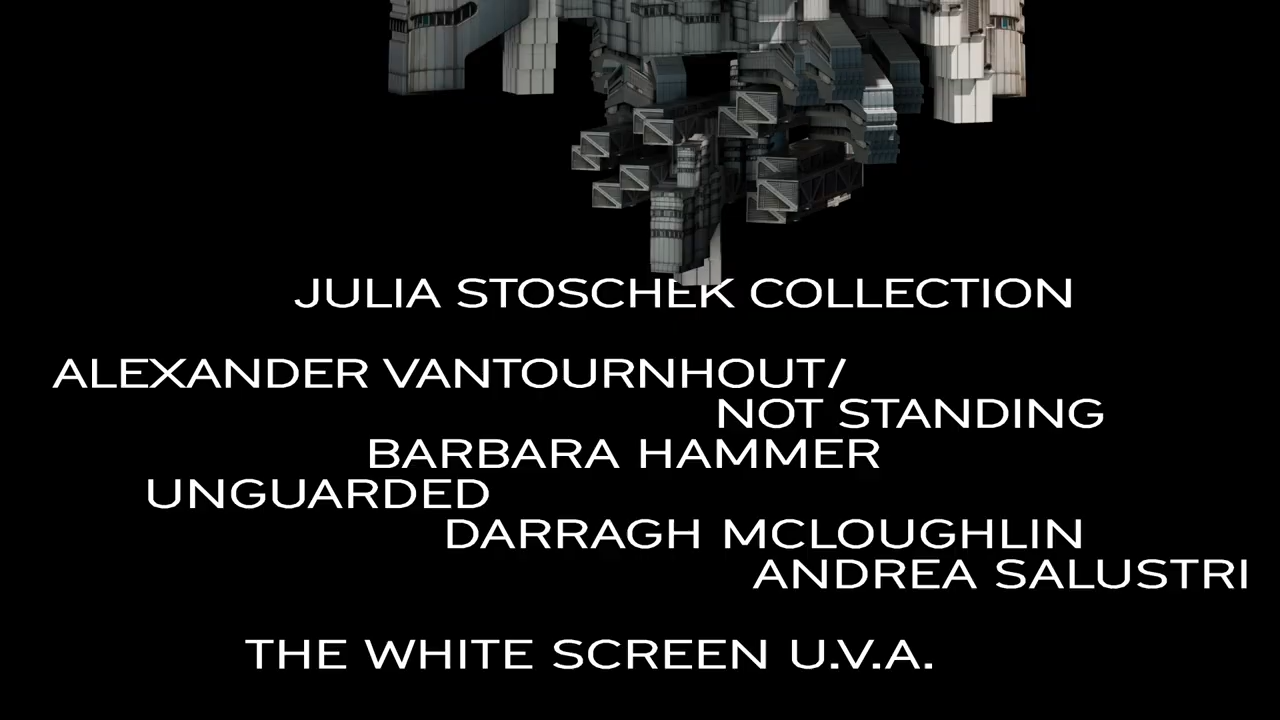 JULIA STOSCHEK COLLECTION
ALEXANDER VANTOURNHOUT/
NOT STANDING
BARBARA HAMMER
UNGUARDED
DARRAGH MCLOUGHLIN
ANDREA SALUSTRI
THE WHITE SCREEN U.V.A.